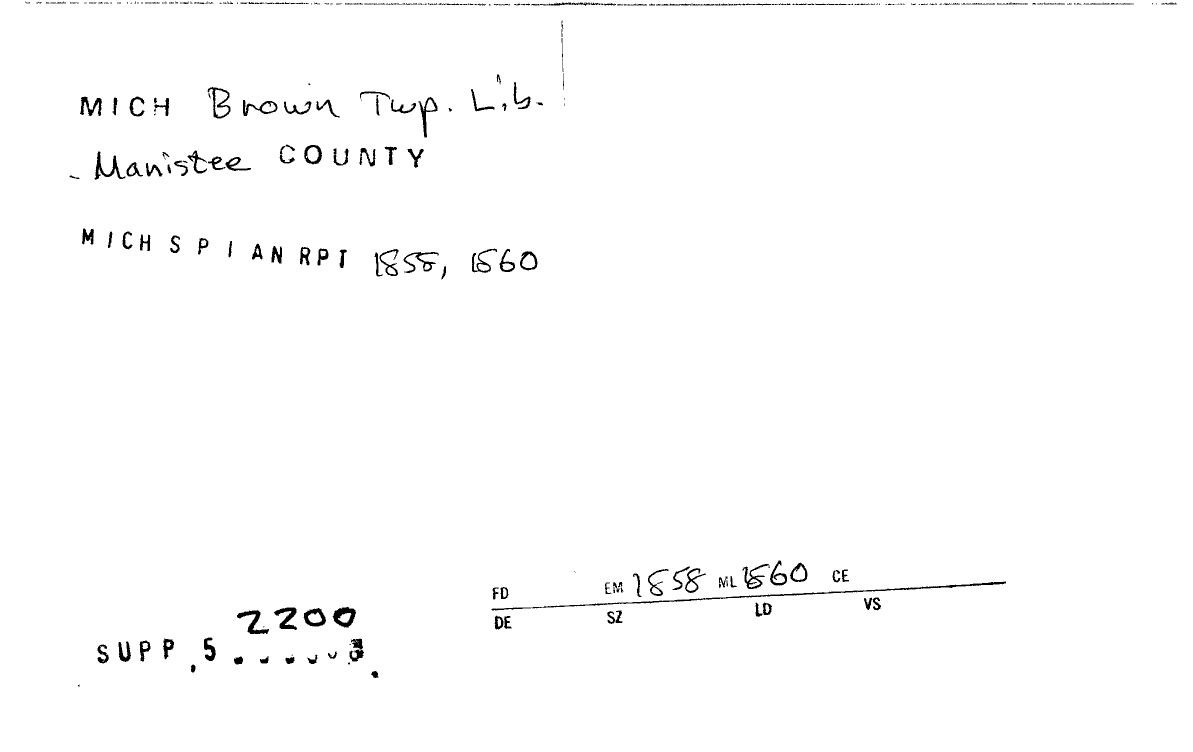 MICH Brown Twp. Lib.
Manistee COUNTY
MICH S P I AN RPT 1858, 1860
FD EM 1858 ML 1860 CE
DE SZ LD VS
2200
SUPP, 5